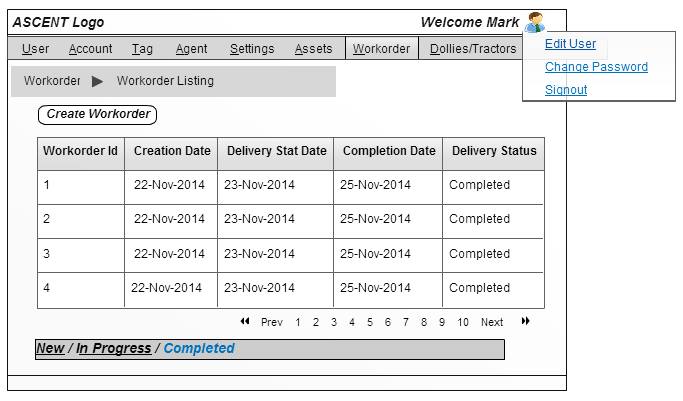 ASCENT Logo Welcome Mark
User Account Tag Agent Settings Assets Workorder Dollies/Tractors
Edit User
Change Password
Signout
Workorder Workorder Listing
Create Workorder
Workorder Id Creation Date Delivery Stat Date Completion Date Delivery Status
1 22-Nov-2014 23-Nov-2014 25-Nov-2014 Completed
2 22-Nov-2014 23-Nov-2014 25-Nov-2014 Completed
3 22-Nov-2014 23-Nov-2014 25-Nov-2014 Completed
4 22-Nov-2014 23-Nov-2014 25-Nov-2014 Completed
Prev 1 2 3 4 5 6 7 8 9 10 Next
New / In Progress / Completed